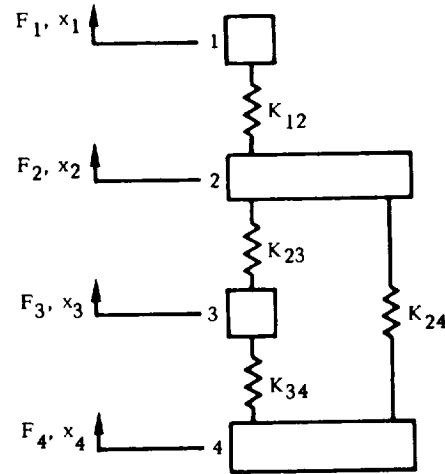 F₁, x₁
1
K₁₂
F₂, x₂
2
K₂₃
F₃, x₃
3
K₂₄
K₃₄
F₄, x₄
4